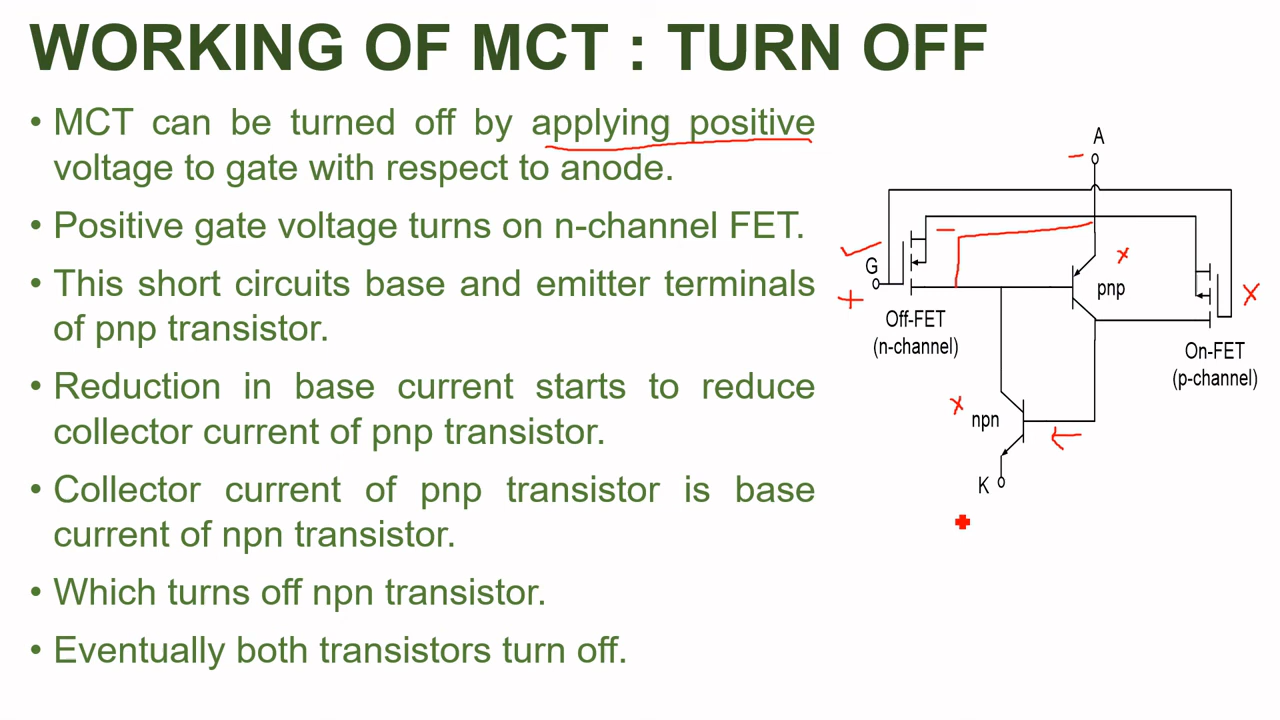 WORKING OF MCT : TURN OFF
• MCT can be turned off by applying positive
voltage to gate with respect to anode.
• Positive gate voltage turns on n-channel FET.
• This short circuits base and emitter terminals
of pnp transistor.
• Reduction in base current starts to reduce
collector current of pnp transistor.
• Collector current of pnp transistor is base
current of npn transistor.
• Which turns off npn transistor.
• Eventually both transistors turn off.
A
G
pnp
Off-FET
(n-channel)
On-FET
(p-channel)
npn
K